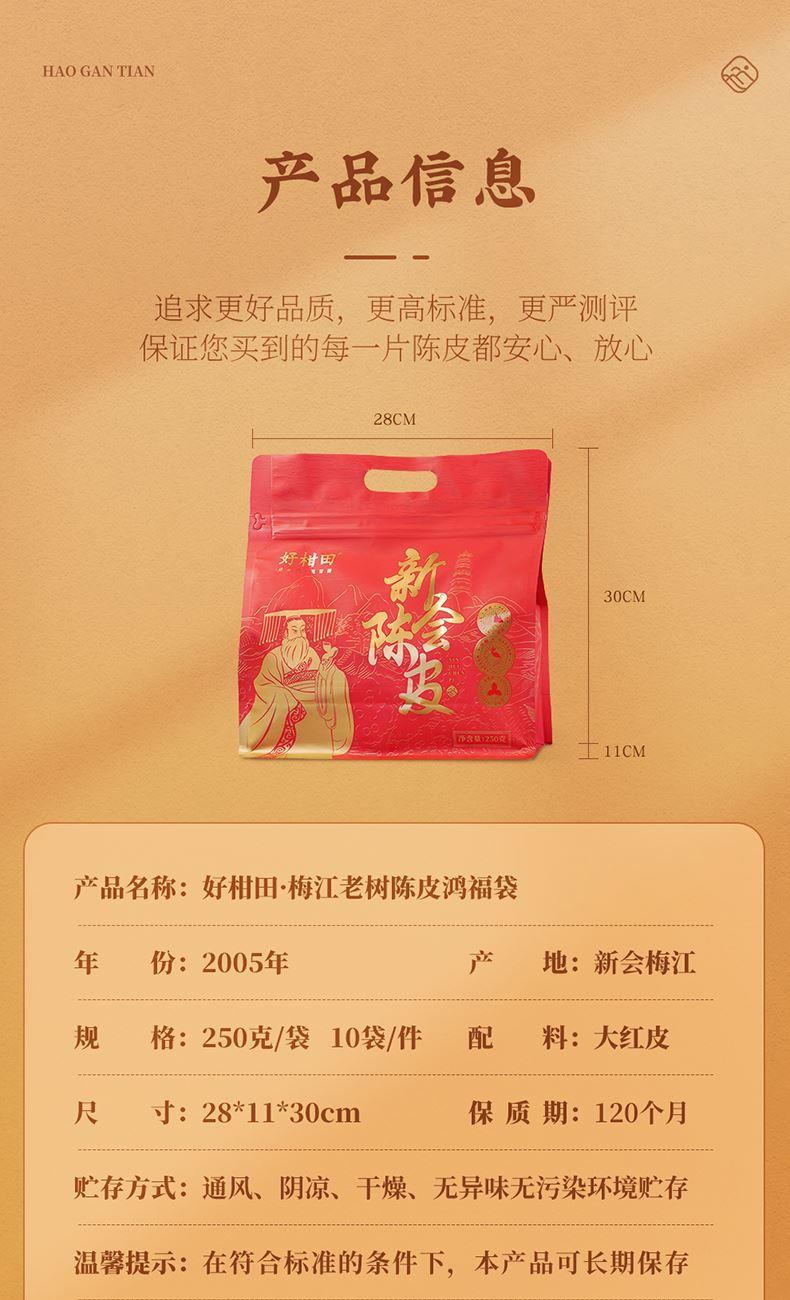 HAO GAN TIAN
产品信息
追求更好品质，更高标准，更严测评
保证您买到的每一片陈皮都安心、放心
28CM
30CM
11CM
好柑田
新会
陈皮
净含量:250克
产品名称：好柑田·梅江老树陈皮鸿福袋
年份：2005年 产地：新会梅江
规格：250克/袋 10袋/件 配料：大红皮
尺寸：28*11*30cm 保质期：120个月
贮存方式：通风、阴凉、干燥、无异味无污染环境贮存
温馨提示：在符合标准的条件下，本产品可长期保存